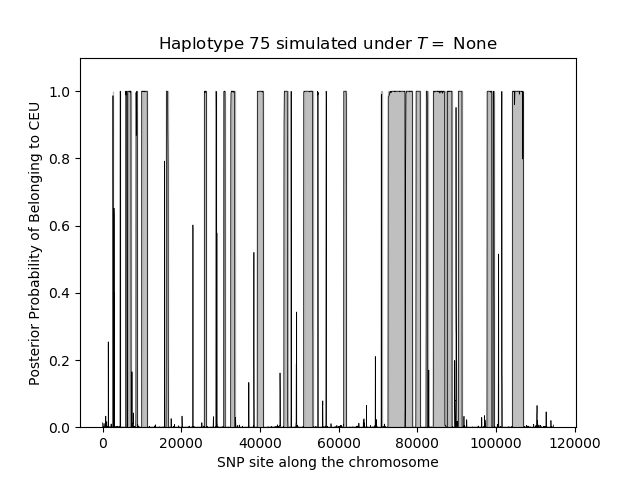 Haplotype 75 simulated under T = None
Posterior Probability of Belonging to CEU
1.0
0.8
0.6
0.4
0.2
0.0
0 20000 40000 60000 80000 100000 120000
SNP site along the chromosome